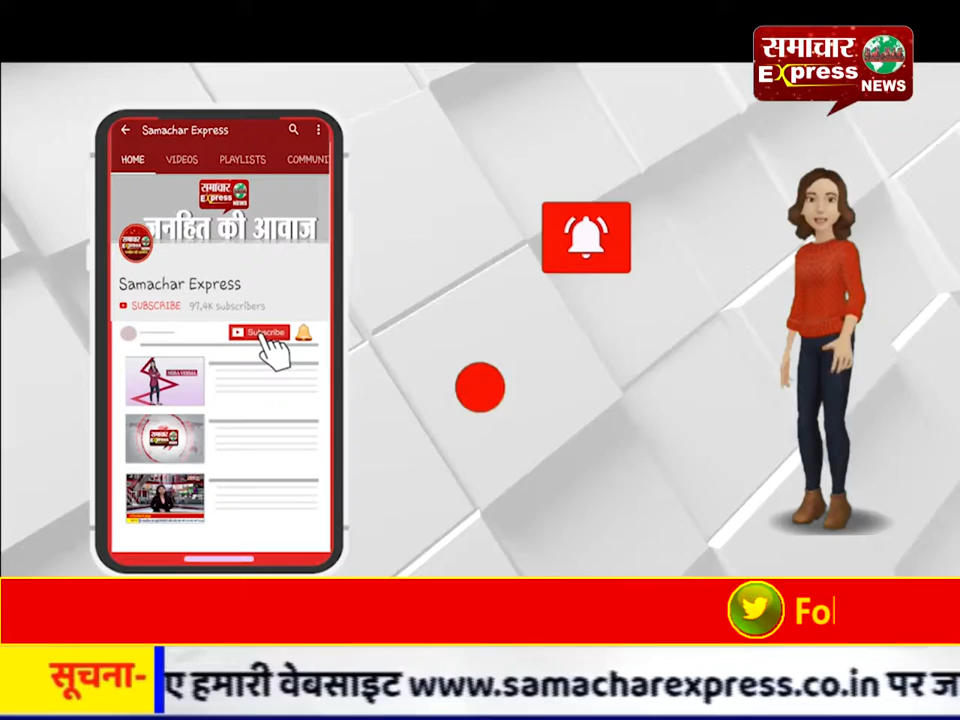 समाचार
Express
NEWS
Samachar Express
HOME VIDEOS PLAYLISTS COMMUNI
समाचार
Express
NEWS
जनहित की आवाज
Samachar Express
SUBSCRIBE 97.4K subscribers
Subscribe
Fol
सूचना- ए हमारी वेबसाइट www.samacharexpress.co.in पर ज